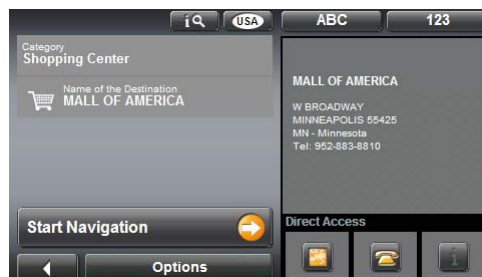 i
USA
ABC
123
Category
Shopping Center
Name of the Destination
MALL OF AMERICA
MALL OF AMERICA
W BROADWAY
MINNEAPOLIS 55425
MN - Minnesota
Tel: 952-883-8810
Start Navigation
Direct Access
Options
i